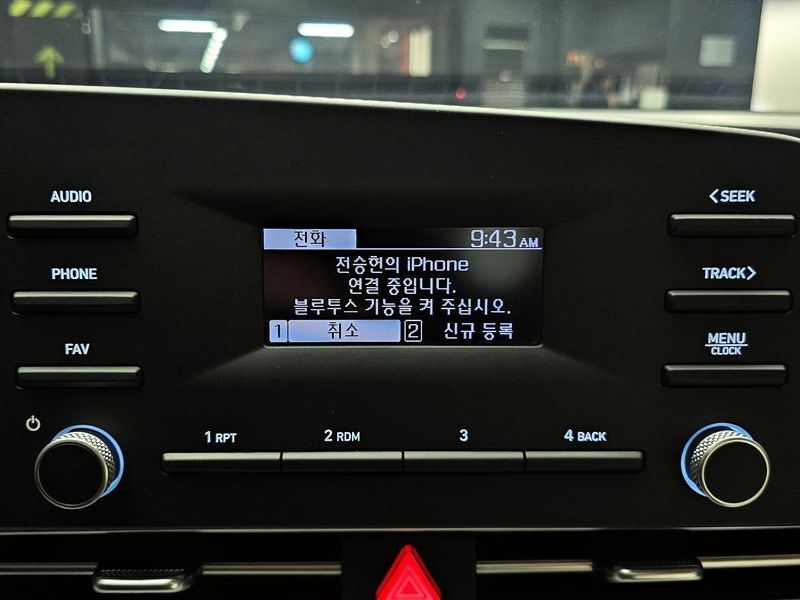 AUDIO
PHONE
FAV
전화 9:43 AM
전승헌의 iPhone
연결 중입니다.
블루투스 기능을 켜 주십시오.
1 취소 2 신규 등록
<SEEK
TRACK>
MENU
CLOCK
1 RPT
2 RDM
3
4 BACK